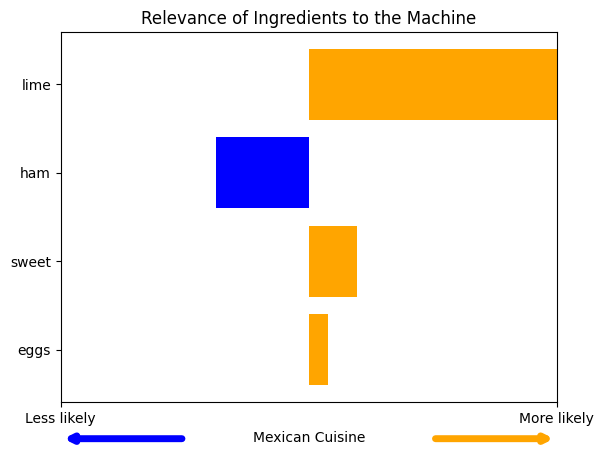 Relevance of Ingredients to the Machine
lime
ham
sweet
eggs
Less likely
More likely
Mexican Cuisine